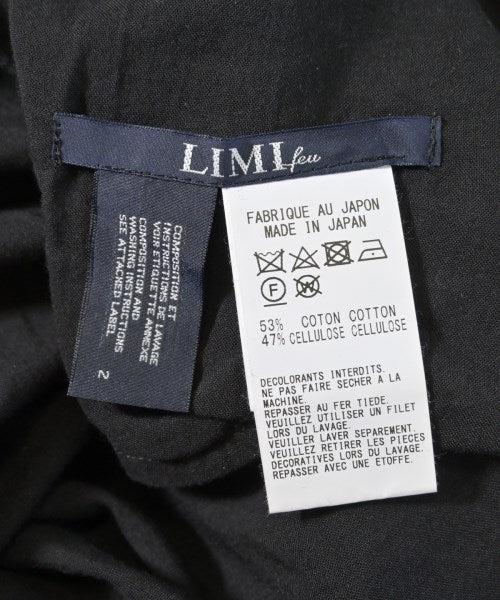 LIMI feu
COMPOSITION ET
INSTRUCTIONS DE LAVAGE
VOIR ETIQUETTE ANNEXE
COMPOSITION AND
WASHING INSTRUCTIONS
SEE ATTACHED LABEL
2
FABRIQUE AU JAPON
MADE IN JAPAN
F W
53% COTON COTTON
47% CELLULOSE CELLULOSE
DECOLORANTS INTERDITS.
NE PAS FAIRE SECHER A LA
MACHINE.
REPASSER AU FER TIEDE.
VEUILLEZ UTILISER UN FILET
LORS DU LAVAGE.
VEUILLER LAVER SEPAREMENT.
VEUILLEZ RETIRER LES PIECES
DECORATIVES LORS DU LAVAGE.
REPASSER AVEC UNE ETOFFE.